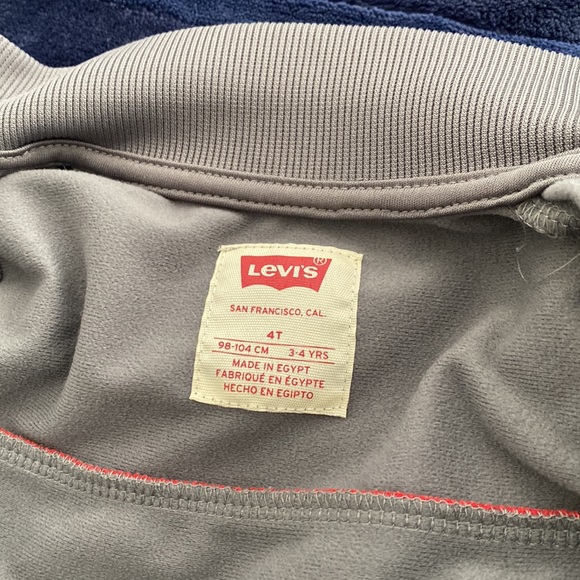 LEVI'S®
SAN FRANCISCO, CAL.
4T
98-104 CM 3-4 YRS
MADE IN EGYPT
FABRIQUÉ EN ÉGYPTE
HECHO EN EGIPTO